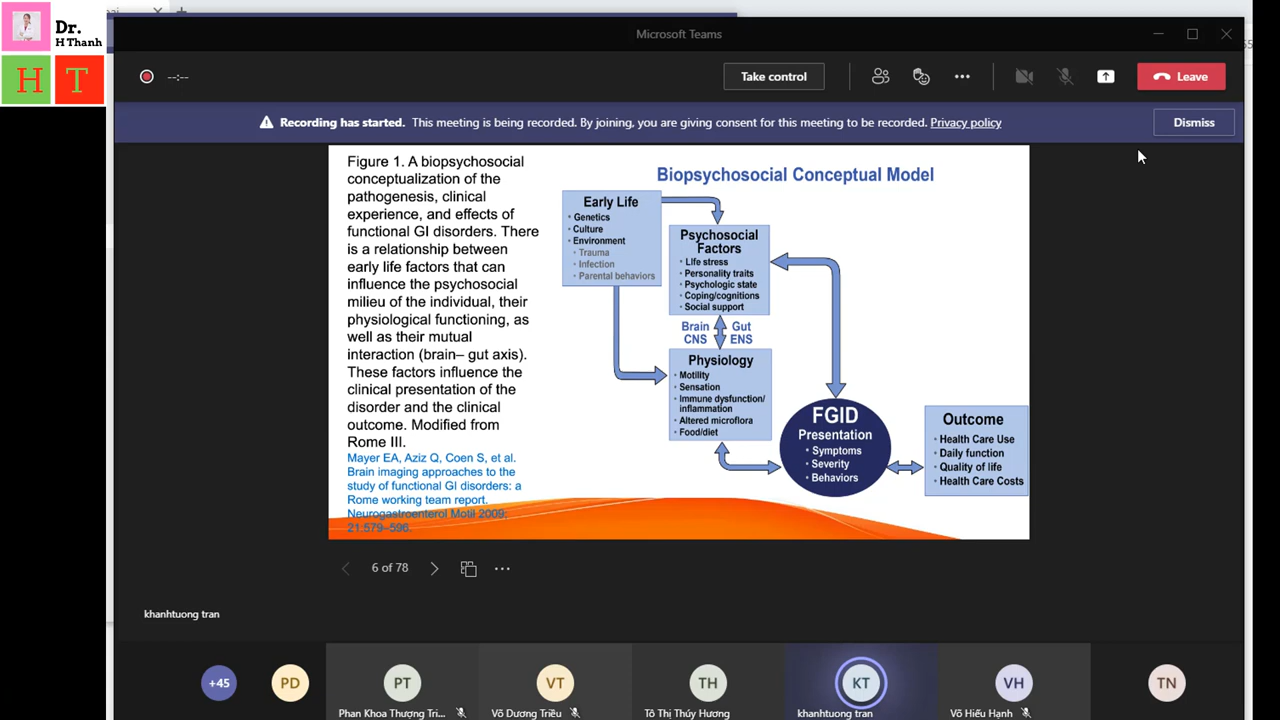 Dr.
H Thanh
H T
Microsoft Teams
--:--
Take control
Leave
Recording has started. This meeting is being recorded. By joining, you are giving consent for this meeting to be recorded. Privacy policy
Dismiss
Figure 1. A biopsychosocial
conceptualization of the
pathogenesis, clinical
experience, and effects of
functional GI disorders. There
is a relationship between
early life factors that can
influence the psychosocial
milieu of the individual, their
physiological functioning, as
well as their mutual
interaction (brain– gut axis).
These factors influence the
clinical presentation of the
disorder and the clinical
outcome. Modified from
Rome III.
Mayer EA, Aziz Q, Coen S, et al.
Brain imaging approaches to the
study of functional GI disorders: a
Rome working team report.
Neurogastroenterol Motil 2009;
21:579–596.
Biopsychosocial Conceptual Model
Early Life
• Genetics
• Culture
• Environment
• Trauma
• Infection
• Parental behaviors
Psychosocial
Factors
• Life stress
• Personality traits
• Psychologic state
• Coping/cognitions
• Social support
Brain Gut
CNS ENS
Physiology
• Motility
• Sensation
• Immune dysfunction/
inflammation
• Altered microflora
• Food/diet
FGID
Presentation
• Symptoms
• Severity
• Behaviors
Outcome
• Health Care Use
• Daily function
• Quality of life
• Health Care Costs
6 of 78
khanhtuong tran
+45
PD
PT
VT
TH
KT
VH
TN
Phan Khoa Thượng Tri...
Võ Dương Triều
Tô Thị Thúy Hương
khanhtuong tran
Võ Hiếu Hạnh